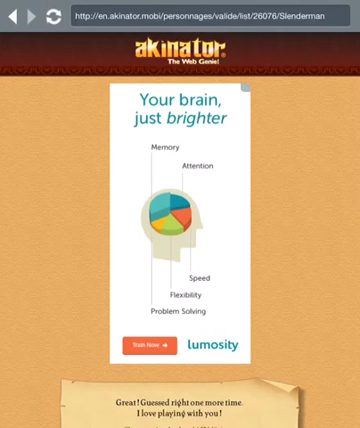 http://en.akinator.mobi/personnages/valide/list/26076/Slenderman
akinator
The Web Genie!
Your brain,
just brighter
Memory
Attention
Speed
Flexibility
Problem Solving
Train Now
lumosity
Great! Guessed right one more time.
I love playing with you!